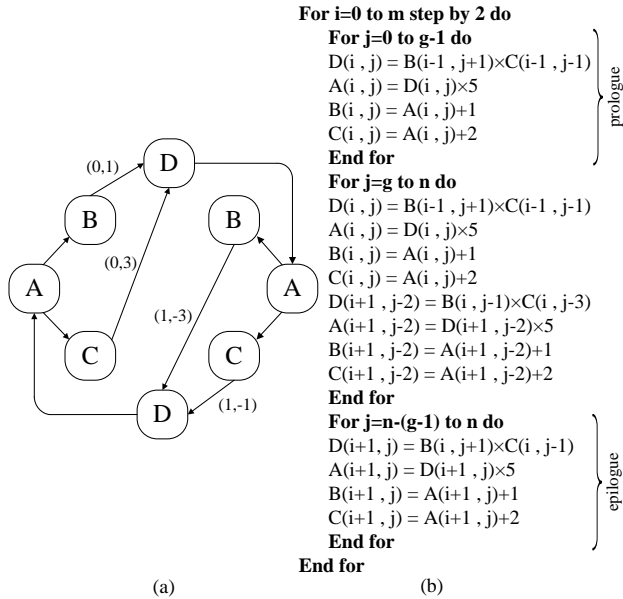 D
(0,1)
B
B
(0,3)
A
A
(1,-3)
C
C
D
(1,-1)
(a)
For i=0 to m step by 2 do
For j=0 to g-1 do
D(i , j) = B(i-1 , j+1)×C(i-1 , j-1)
A(i , j) = D(i , j)×5
B(i , j) = A(i , j)+1
C(i , j) = A(i , j)+2
End for
prologue
For j=g to n do
D(i , j) = B(i-1 , j+1)×C(i-1 , j-1)
A(i , j) = D(i , j)×5
B(i , j) = A(i , j)+1
C(i , j) = A(i , j)+2
D(i+1 , j-2) = B(i , j-1)×C(i , j-3)
A(i+1 , j-2) = D(i+1 , j-2)×5
B(i+1 , j-2) = A(i+1 , j-2)+1
C(i+1 , j-2) = A(i+1 , j-2)+2
End for
For j=n-(g-1) to n do
D(i+1, j) = B(i , j+1)×C(i , j-1)
A(i+1, j) = D(i+1 , j)×5
B(i+1 , j) = A(i+1 , j)+1
C(i+1 , j) = A(i+1 , j)+2
End for
epilogue
End for
(b)